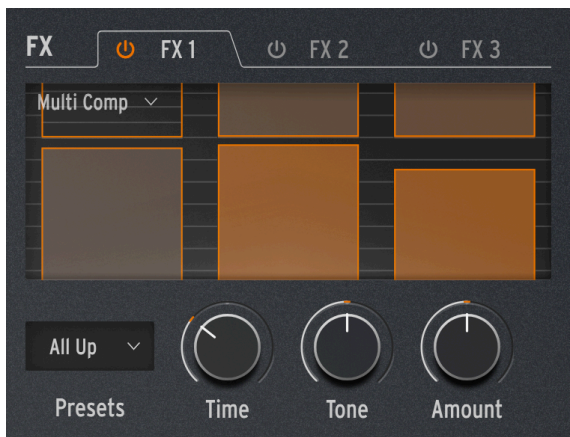 FX FX 1 FX 2 FX 3
Multi Comp
All Up
Presets Time Tone Amount